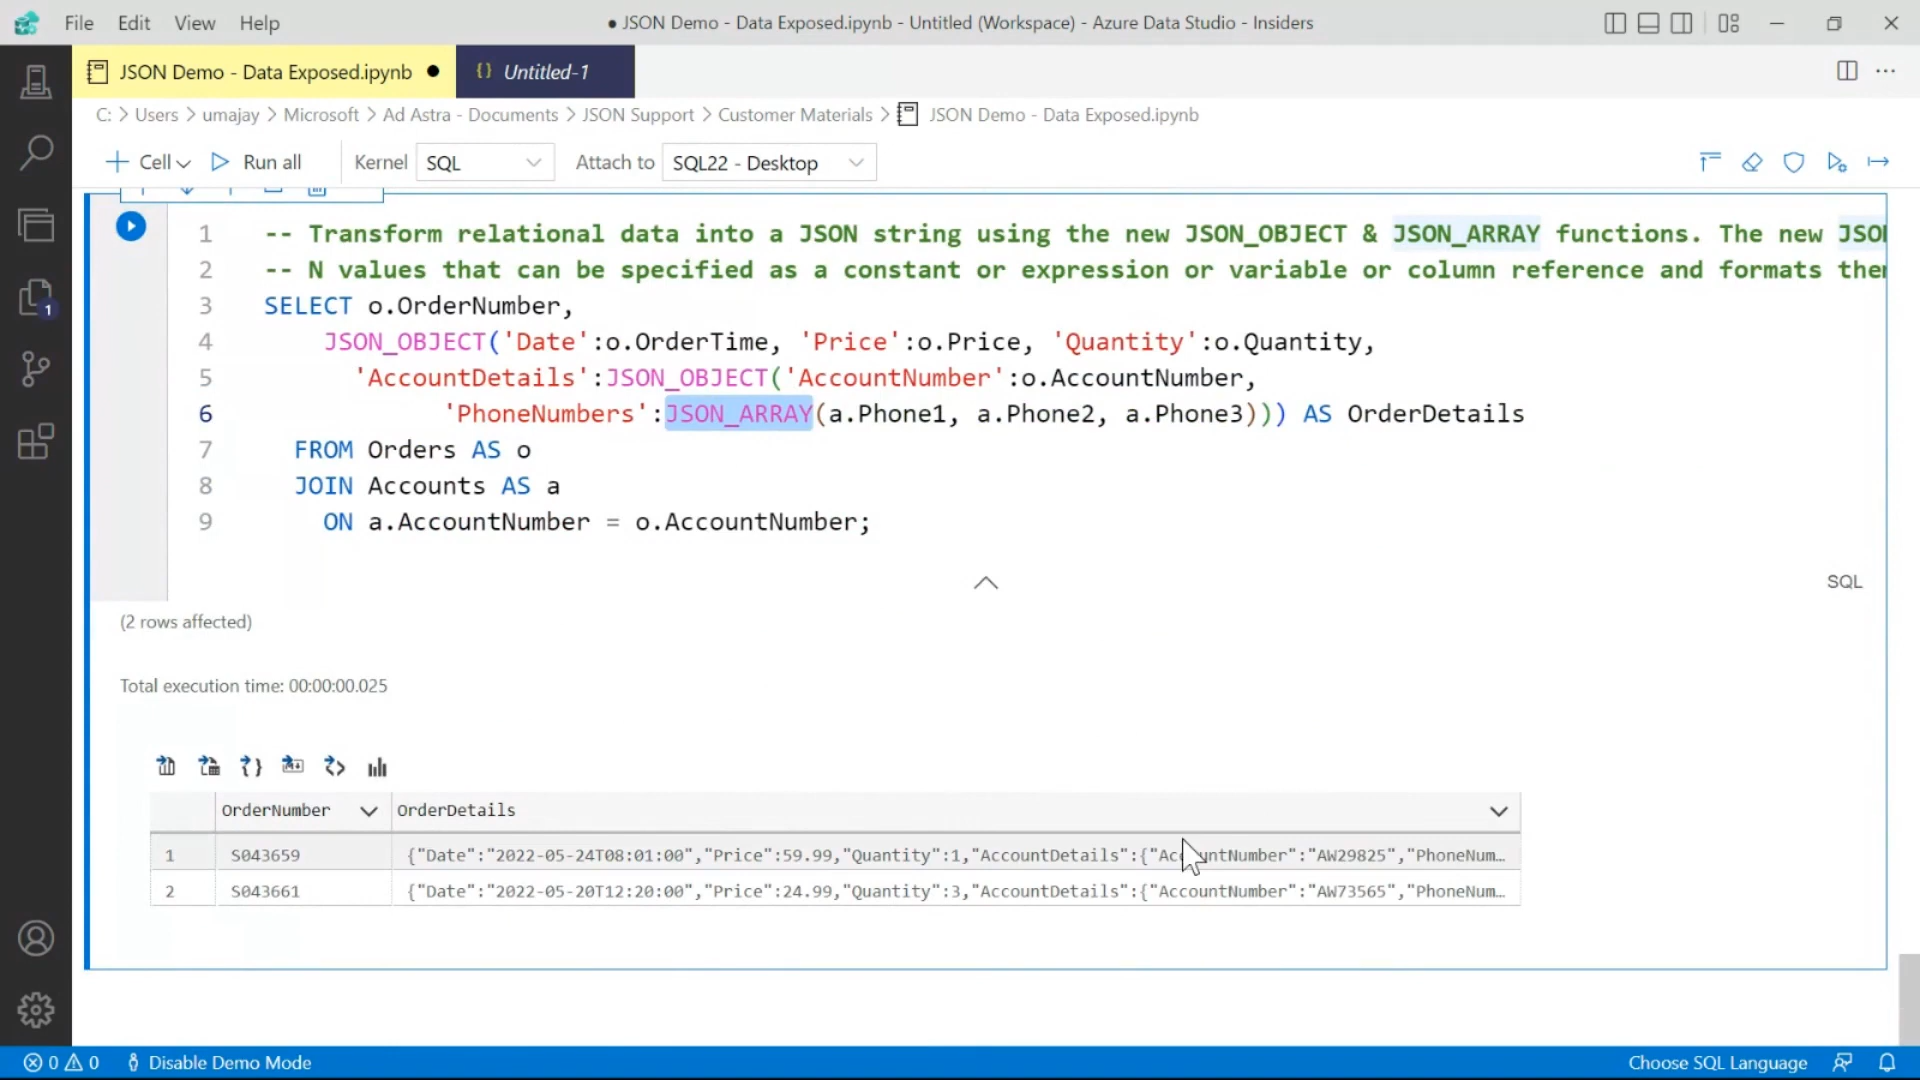 File Edit View Help
● JSON Demo - Data Exposed.ipynb - Untitled (Workspace) - Azure Data Studio - Insiders
JSON Demo - Data Exposed.ipynb ●
{} Untitled-1
C: > Users > umajay > Microsoft > Ad Astra - Documents > JSON Support > Customer Materials > JSON Demo - Data Exposed.ipynb
Cell Run all Kernel SQL Attach to SQL22 - Desktop
1 -- Transform relational data into a JSON string using the new JSON_OBJECT & JSON_ARRAY functions. The new
2 -- N values that can be specified as a constant or expression or variable or column reference and formats
3 SELECT o.OrderNumber,
4 JSON_OBJECT('Date':o.OrderTime, 'Price':o.Price, 'Quantity':o.Quantity,
5 'AccountDetails':JSON_OBJECT('AccountNumber':o.AccountNumber,
6 'PhoneNumbers':JSON_ARRAY(a.Phone1, a.Phone2, a.Phone3))) AS OrderDetails
7 FROM Orders AS o
8 JOIN Accounts AS a
9 ON a.AccountNumber = o.AccountNumber;
SQL
(2 rows affected)
Total execution time: 00:00:00.025
OrderNumber OrderDetails
1 S043659 {"Date":"2022-05-24T08:01:00","Price":59.99,"Quantity":1,"AccountDetails":{"AccountNumber":"AW29825","PhoneNum…
2 S043661 {"Date":"2022-05-20T12:20:00","Price":24.99,"Quantity":3,"AccountDetails":{"AccountNumber":"AW73565","PhoneNum…
1
0 0 Disable Demo Mode
Choose SQL Language